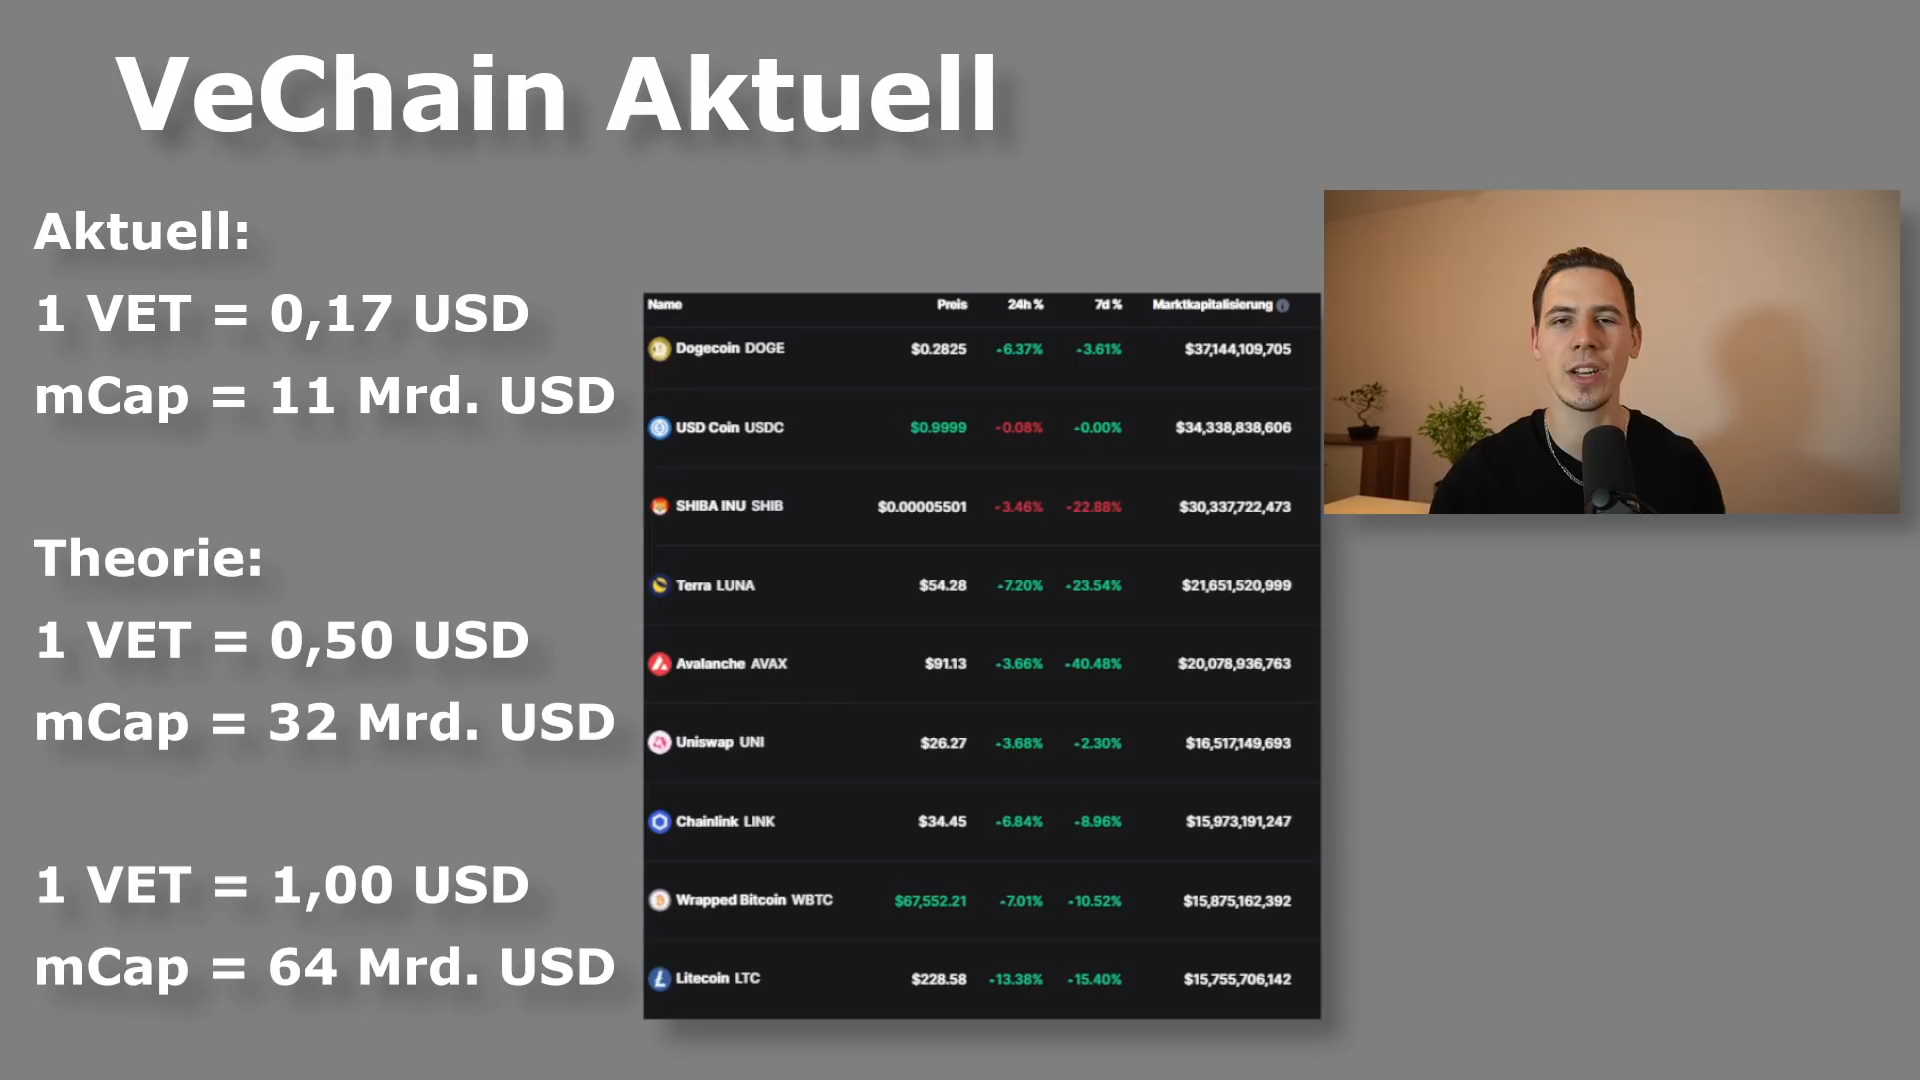 VeChain Aktuell
Aktuell:
1 VET = 0,17 USD
mCap = 11 Mrd. USD
Theorie:
1 VET = 0,50 USD
mCap = 32 Mrd. USD
1 VET = 1,00 USD
mCap = 64 Mrd. USD
Name Preis 24h % 7d % Marktkapitalisierung
Dogecoin DOGE $0.2825 6.37% 3.61% $37,144,109,705
USD Coin USDC $0.9999 0.08% 0.00% $34,338,838,606
SHIBA INU SHIB $0.00005501 3.46% 22.88% $30,337,722,473
Terra LUNA $54.28 7.20% 23.54% $21,651,520,999
Avalanche AVAX $91.13 3.66% 40.48% $20,078,936,763
Uniswap UNI $26.27 3.68% 2.30% $16,517,149,693
Chainlink LINK $34.45 6.84% 8.96% $15,973,191,247
Wrapped Bitcoin WBTC $67,552.21 7.01% 10.52% $15,875,162,392
Litecoin LTC $228.58 13.38% 15.40% $15,755,706,142